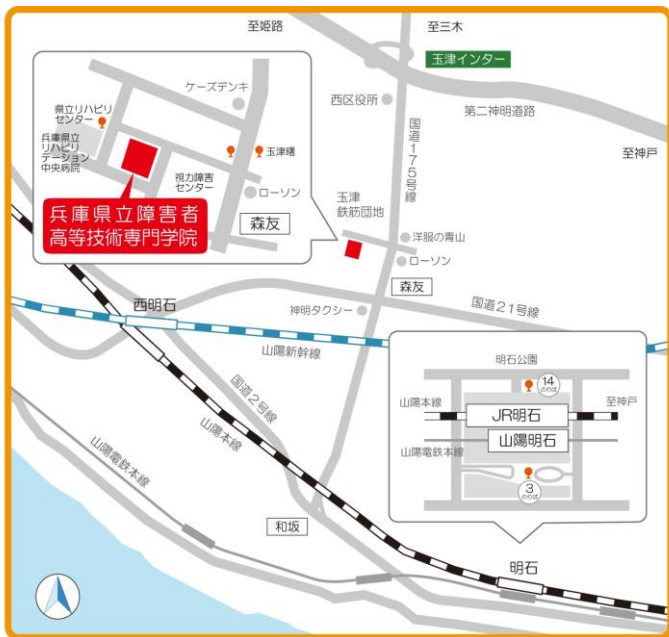 至姫路
至三木
玉津インター
西区役所
第二神明道路
国道175号線
至神戸
ケーズデンキ
県立リハビリ
センター
兵庫県立
リハビリ
テーション
中央病院
玉津曙
視力障害
センター
ローソン
兵庫県立障害者
高等技術専門学院
森友
玉津
鉄筋団地
洋服の青山
ローソン
森友
神明タクシー
国道21号線
西明石
山陽新幹線
国道2号線
山陽本線
山陽電鉄本線
和坂
明石
明石公園
14
のりば
山陽本線
至神戸
JR明石
山陽明石
山陽電鉄本線
3
のりば